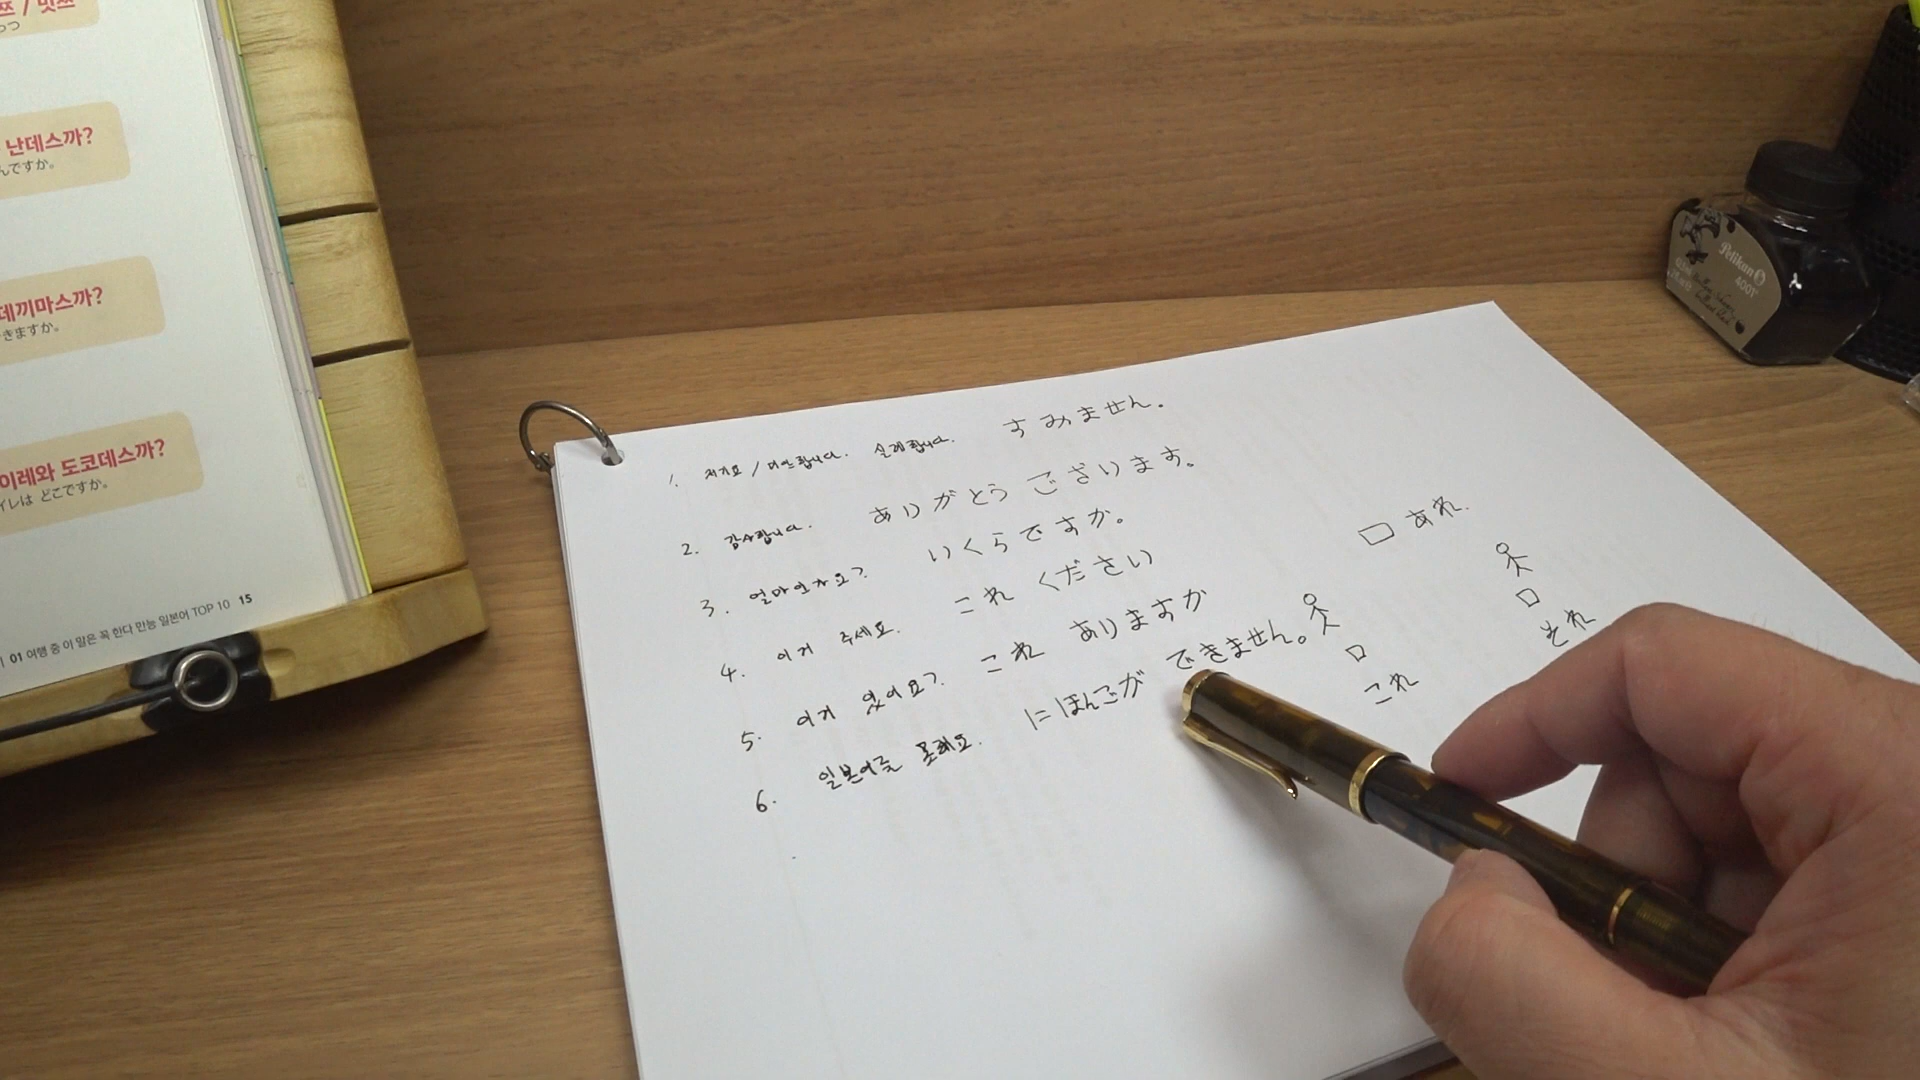 난데스까?
んですか。
데끼마스까?
きますか。
이레와 도코데스까?
イレは どこですか。
01 여행 중 이 말은 꼭 한다 만능 일본어 TOP 10 15
1. 저기요 / 미안합니다. 실례합니다. すみません。
2. 감사합니다. ありがとう ございます。
3. 얼마인가요? いくらですか。
4. 이거 주세요. これ ください
5. 이거 있어요? これ ありますか
6. 일본어를 못해요. にほんごが できません。
あれ.
それ
これ
Pelikan
4001